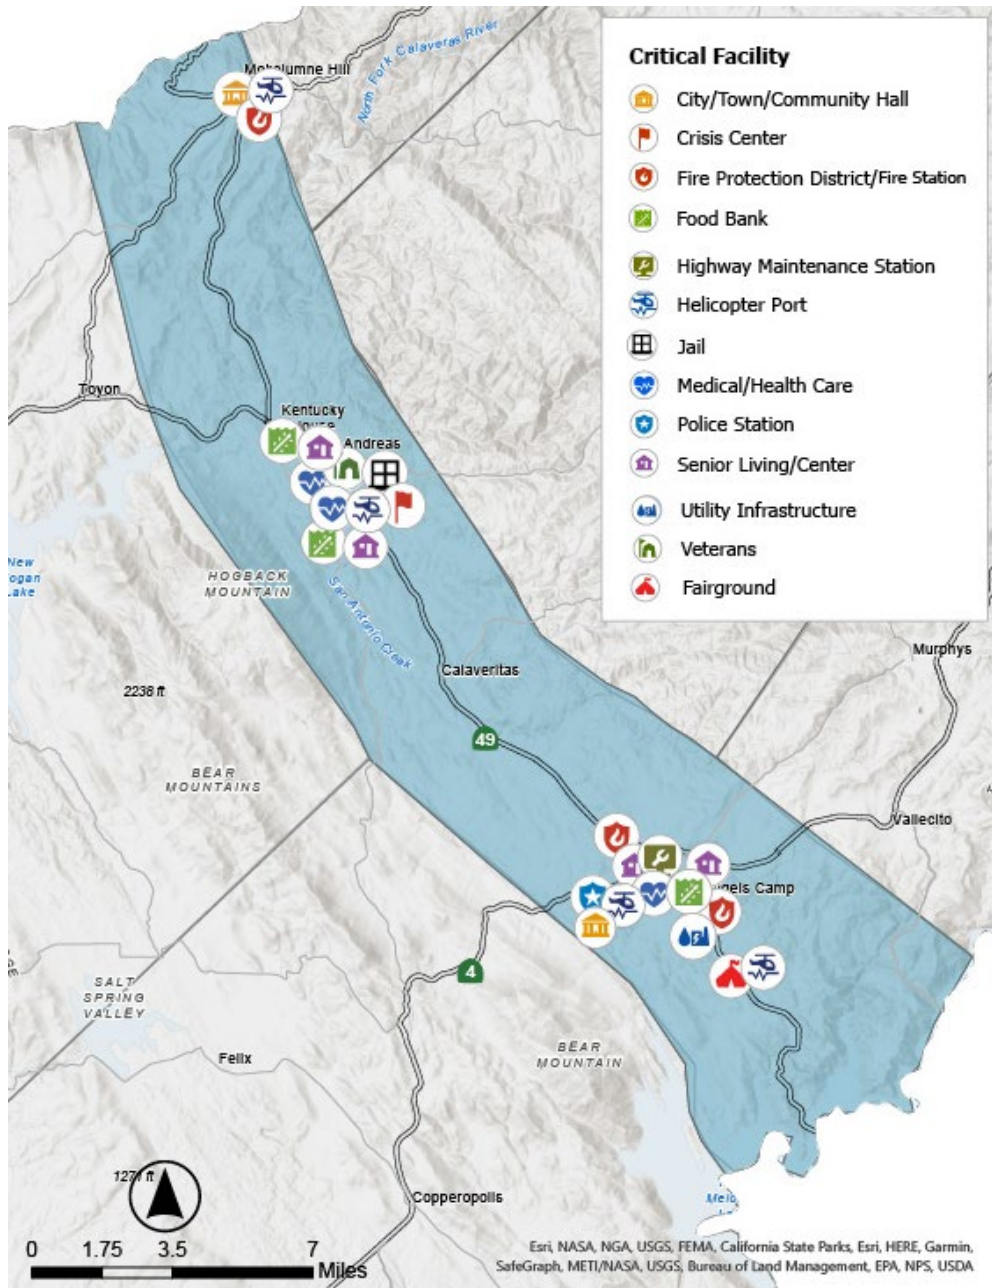 Mokelumne Hill
North Fork Calaveras River
Critical Facility
City/Town/Community Hall
Crisis Center
Fire Protection District/Fire Station
Food Bank
Highway Maintenance Station
Helicopter Port
Jail
Medical/Health Care
Police Station
Senior Living/Center
Utility Infrastructure
Veterans
Fairground
Toyon
Kentucky
Andreas
New
ogan
Lake
HOGBACK
MOUNTAIN
San Antonio Creek
Calaveritas
Murphys
2238 ft
49
BEAR
MOUNTAINS
Vallecito
gels Camp
4
SALT
SPRING
VALLEY
Felix
BEAR
MOUNTAIN
1271 ft
Copperopolis
Melo
0 1.75 3.5 7
Miles
Esri, NASA, NGA, USGS, FEMA, California State Parks, Esri, HERE, Garmin,
SafeGraph, METI/NASA, USGS, Bureau of Land Management, EPA, NPS, USDA